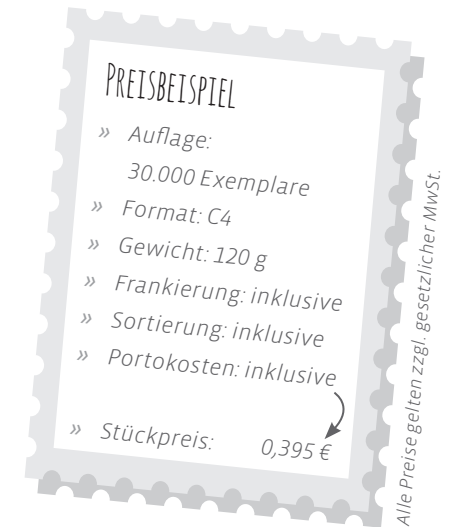 PREISBEISPIEL
» Auflage:
30.000 Exemplare
» Format: C4
» Gewicht: 120 g
» Frankierung: inklusive
» Sortierung: inklusive
» Portokosten: inklusive
» Stückpreis: 0,395 €
Alle Preise gelten zzgl. gesetzlicher MwSt.